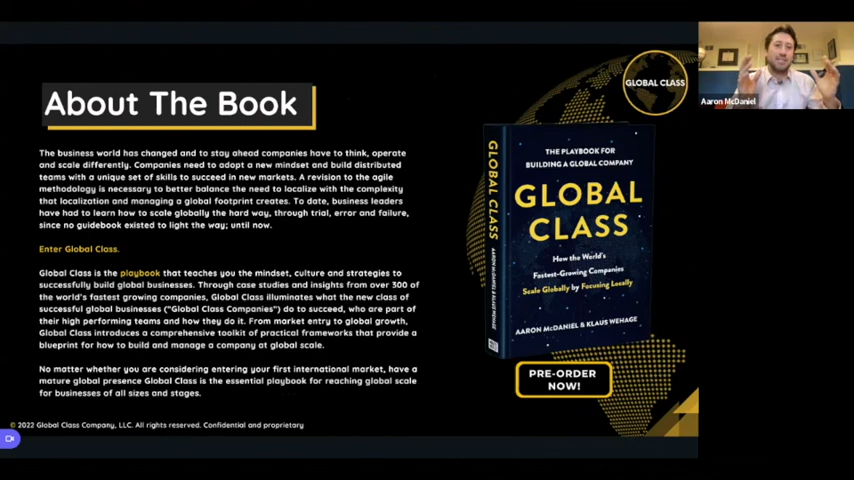 About The Book
The business world has changed and to stay ahead companies have to think, operate
and scale differently. Companies need to adopt a new mindset and build distributed
teams with a unique set of skills to succeed in new markets. A revision to the agile
methodology is necessary to better balance the need to localize with the complexity
that localization and managing a global footprint creates. To date, business leaders
have had to learn how to scale globally the hard way, through trial, error and failure,
since no guidebook existed to light the way; until now.
Enter Global Class.
Global Class is the playbook that teaches you the mindset, culture and strategies to
successfully build global businesses. Through case studies and insights from over 300 of
the world's fastest growing companies, Global Class illuminates what the new class of
successful global businesses ("Global Class Companies") do to succeed, who are part of
their high performing teams and how they do it. From market entry to global growth,
Global Class introduces a comprehensive toolkit of practical frameworks that provide a
blueprint for how to build and manage a company at global scale.
No matter whether you are considering entering your first international market, have a
mature global presence Global Class is the essential playbook for reaching global scale
for businesses of all sizes and stages.
© 2022 Global Class Company, LLC. All rights reserved. Confidential and proprietary
GLOBAL CLASS
GLOBAL CLASS
AARON McDANIEL & KLAUS WEHAGE
THE PLAYBOOK FOR
BUILDING A GLOBAL COMPANY
GLOBAL
CLASS
How the World's
Fastest-Growing Companies
Scale Globally by Focusing Locally
AARON McDANIEL & KLAUS WEHAGE
PRE-ORDER
NOW!
Aaron McDaniel